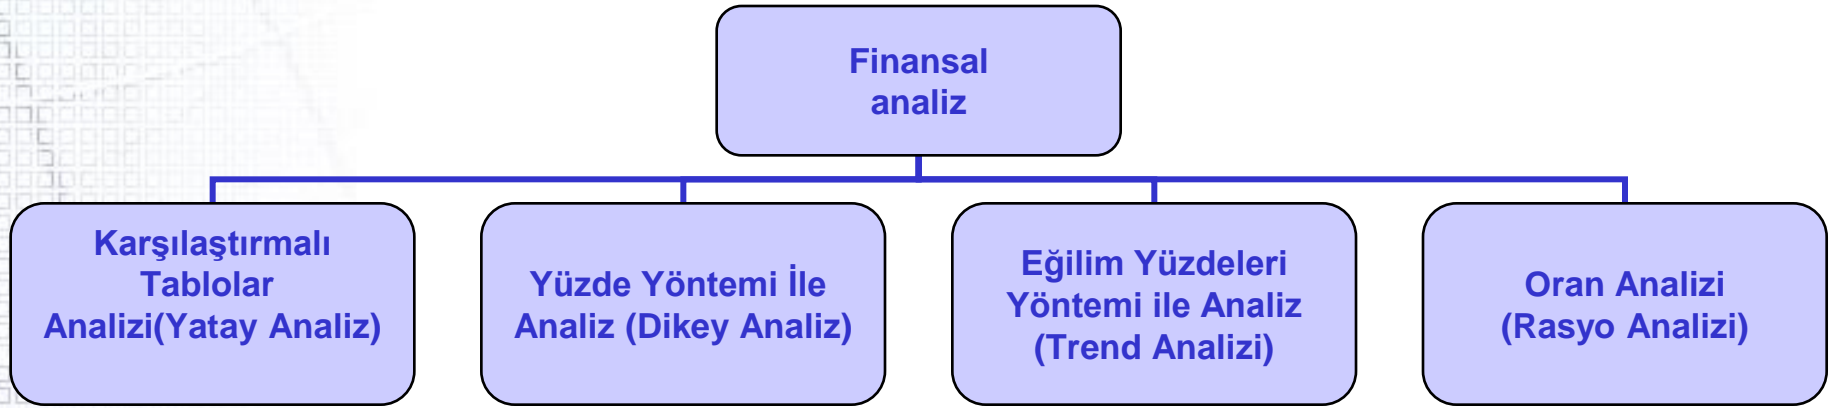 Finansal
analiz
Karşılaştırmalı
Tablolar
Analizi(Yatay Analiz)
Yüzde Yöntemi İle
Analiz (Dikey Analiz)
Eğilim Yüzdeleri
Yöntemi ile Analiz
(Trend Analizi)
Oran Analizi
(Rasyo Analizi)